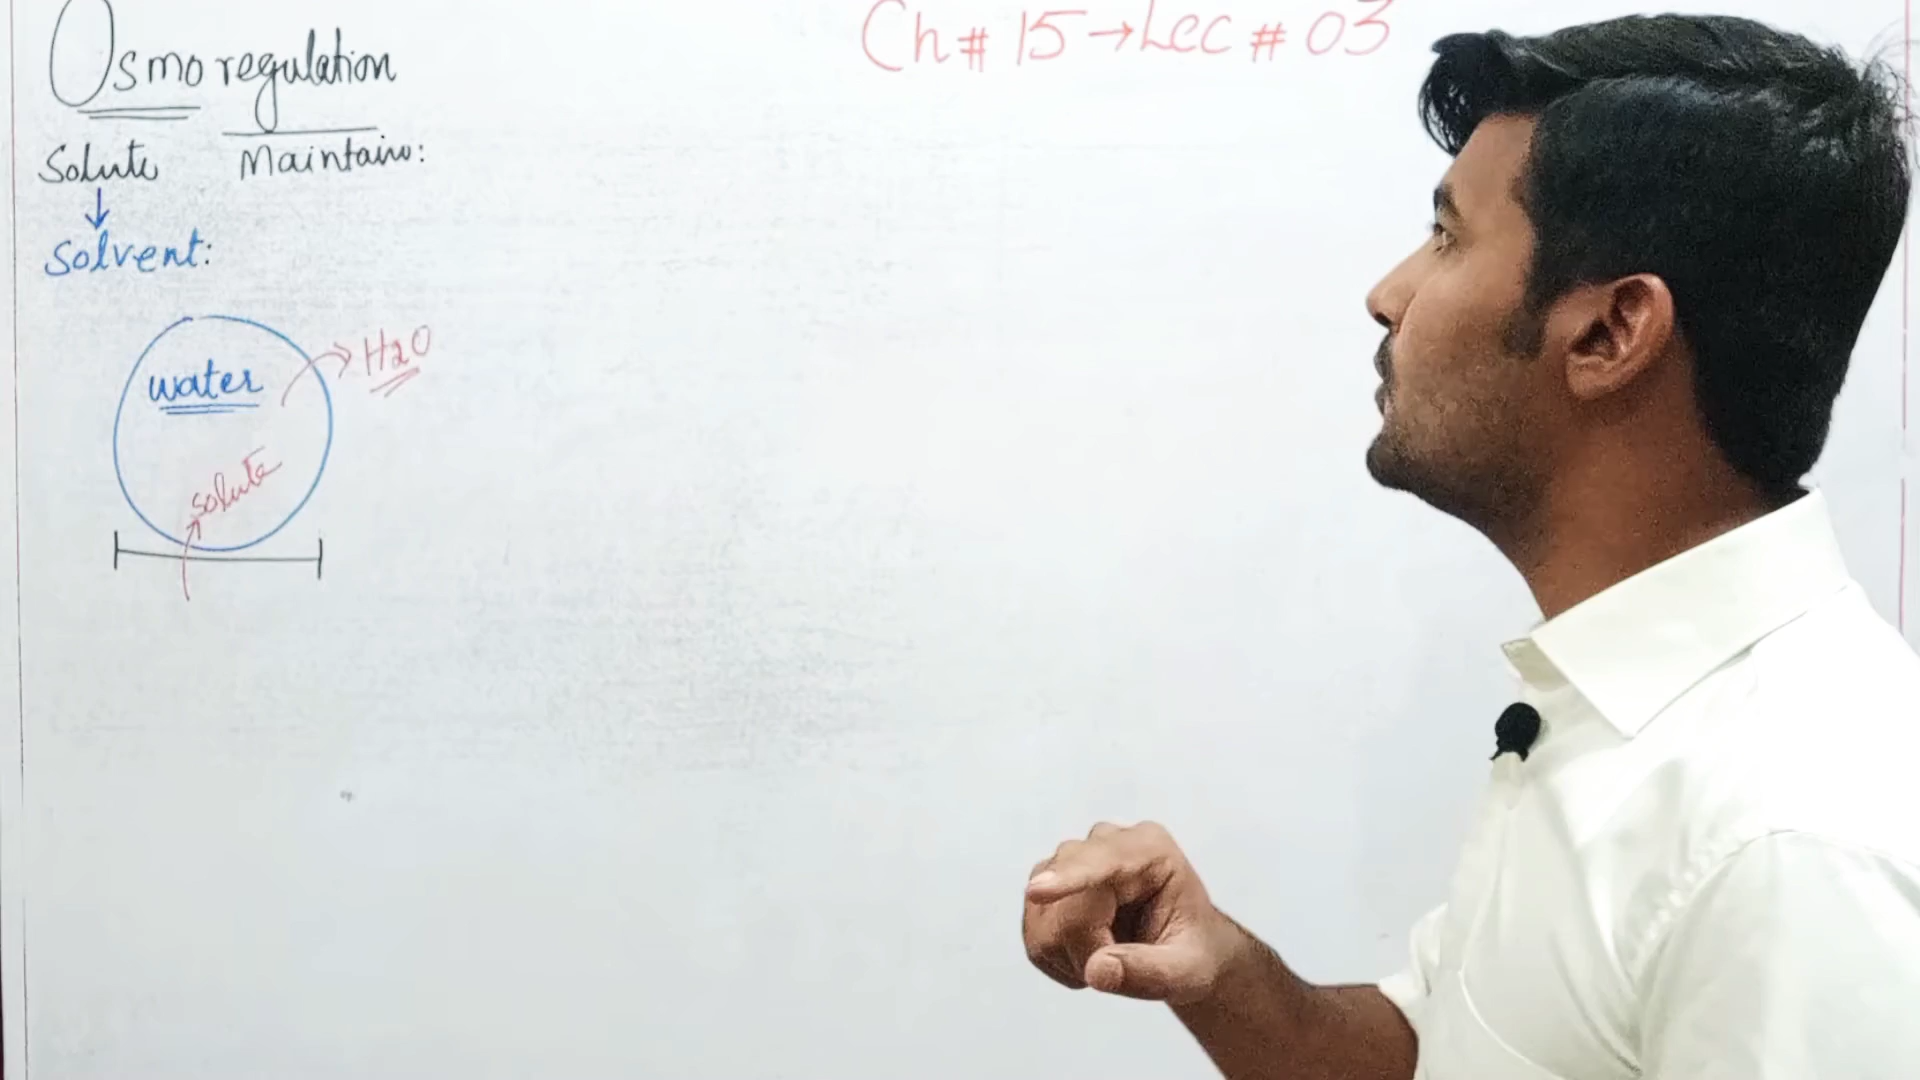 Osmoregulation
Ch # 15 → Lec # 03
Solute Maintain:
↓
Solvent:
water
H2O
solute